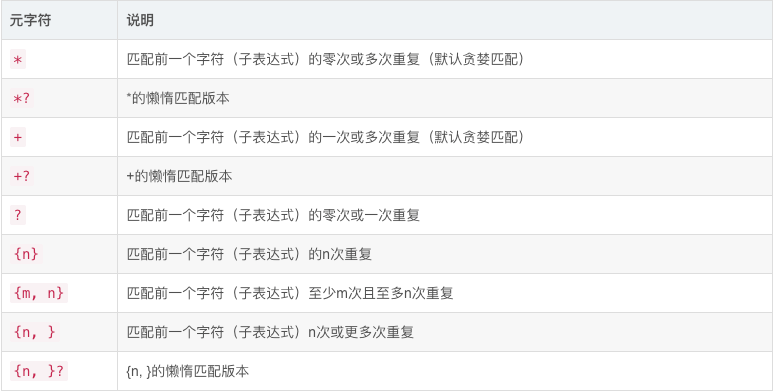 元字符 说明
* 匹配前一个字符（子表达式）的零次或多次重复（默认贪婪匹配）
*? *的懒惰匹配版本
+ 匹配前一个字符（子表达式）的一次或多次重复（默认贪婪匹配）
+? +的懒惰匹配版本
? 匹配前一个字符（子表达式）的零次或一次重复
{n} 匹配前一个字符（子表达式）的n次重复
{m, n} 匹配前一个字符（子表达式）至少m次且至多n次重复
{n, } 匹配前一个字符（子表达式）n次或更多次重复
{n, }? {n, }的懒惰匹配版本